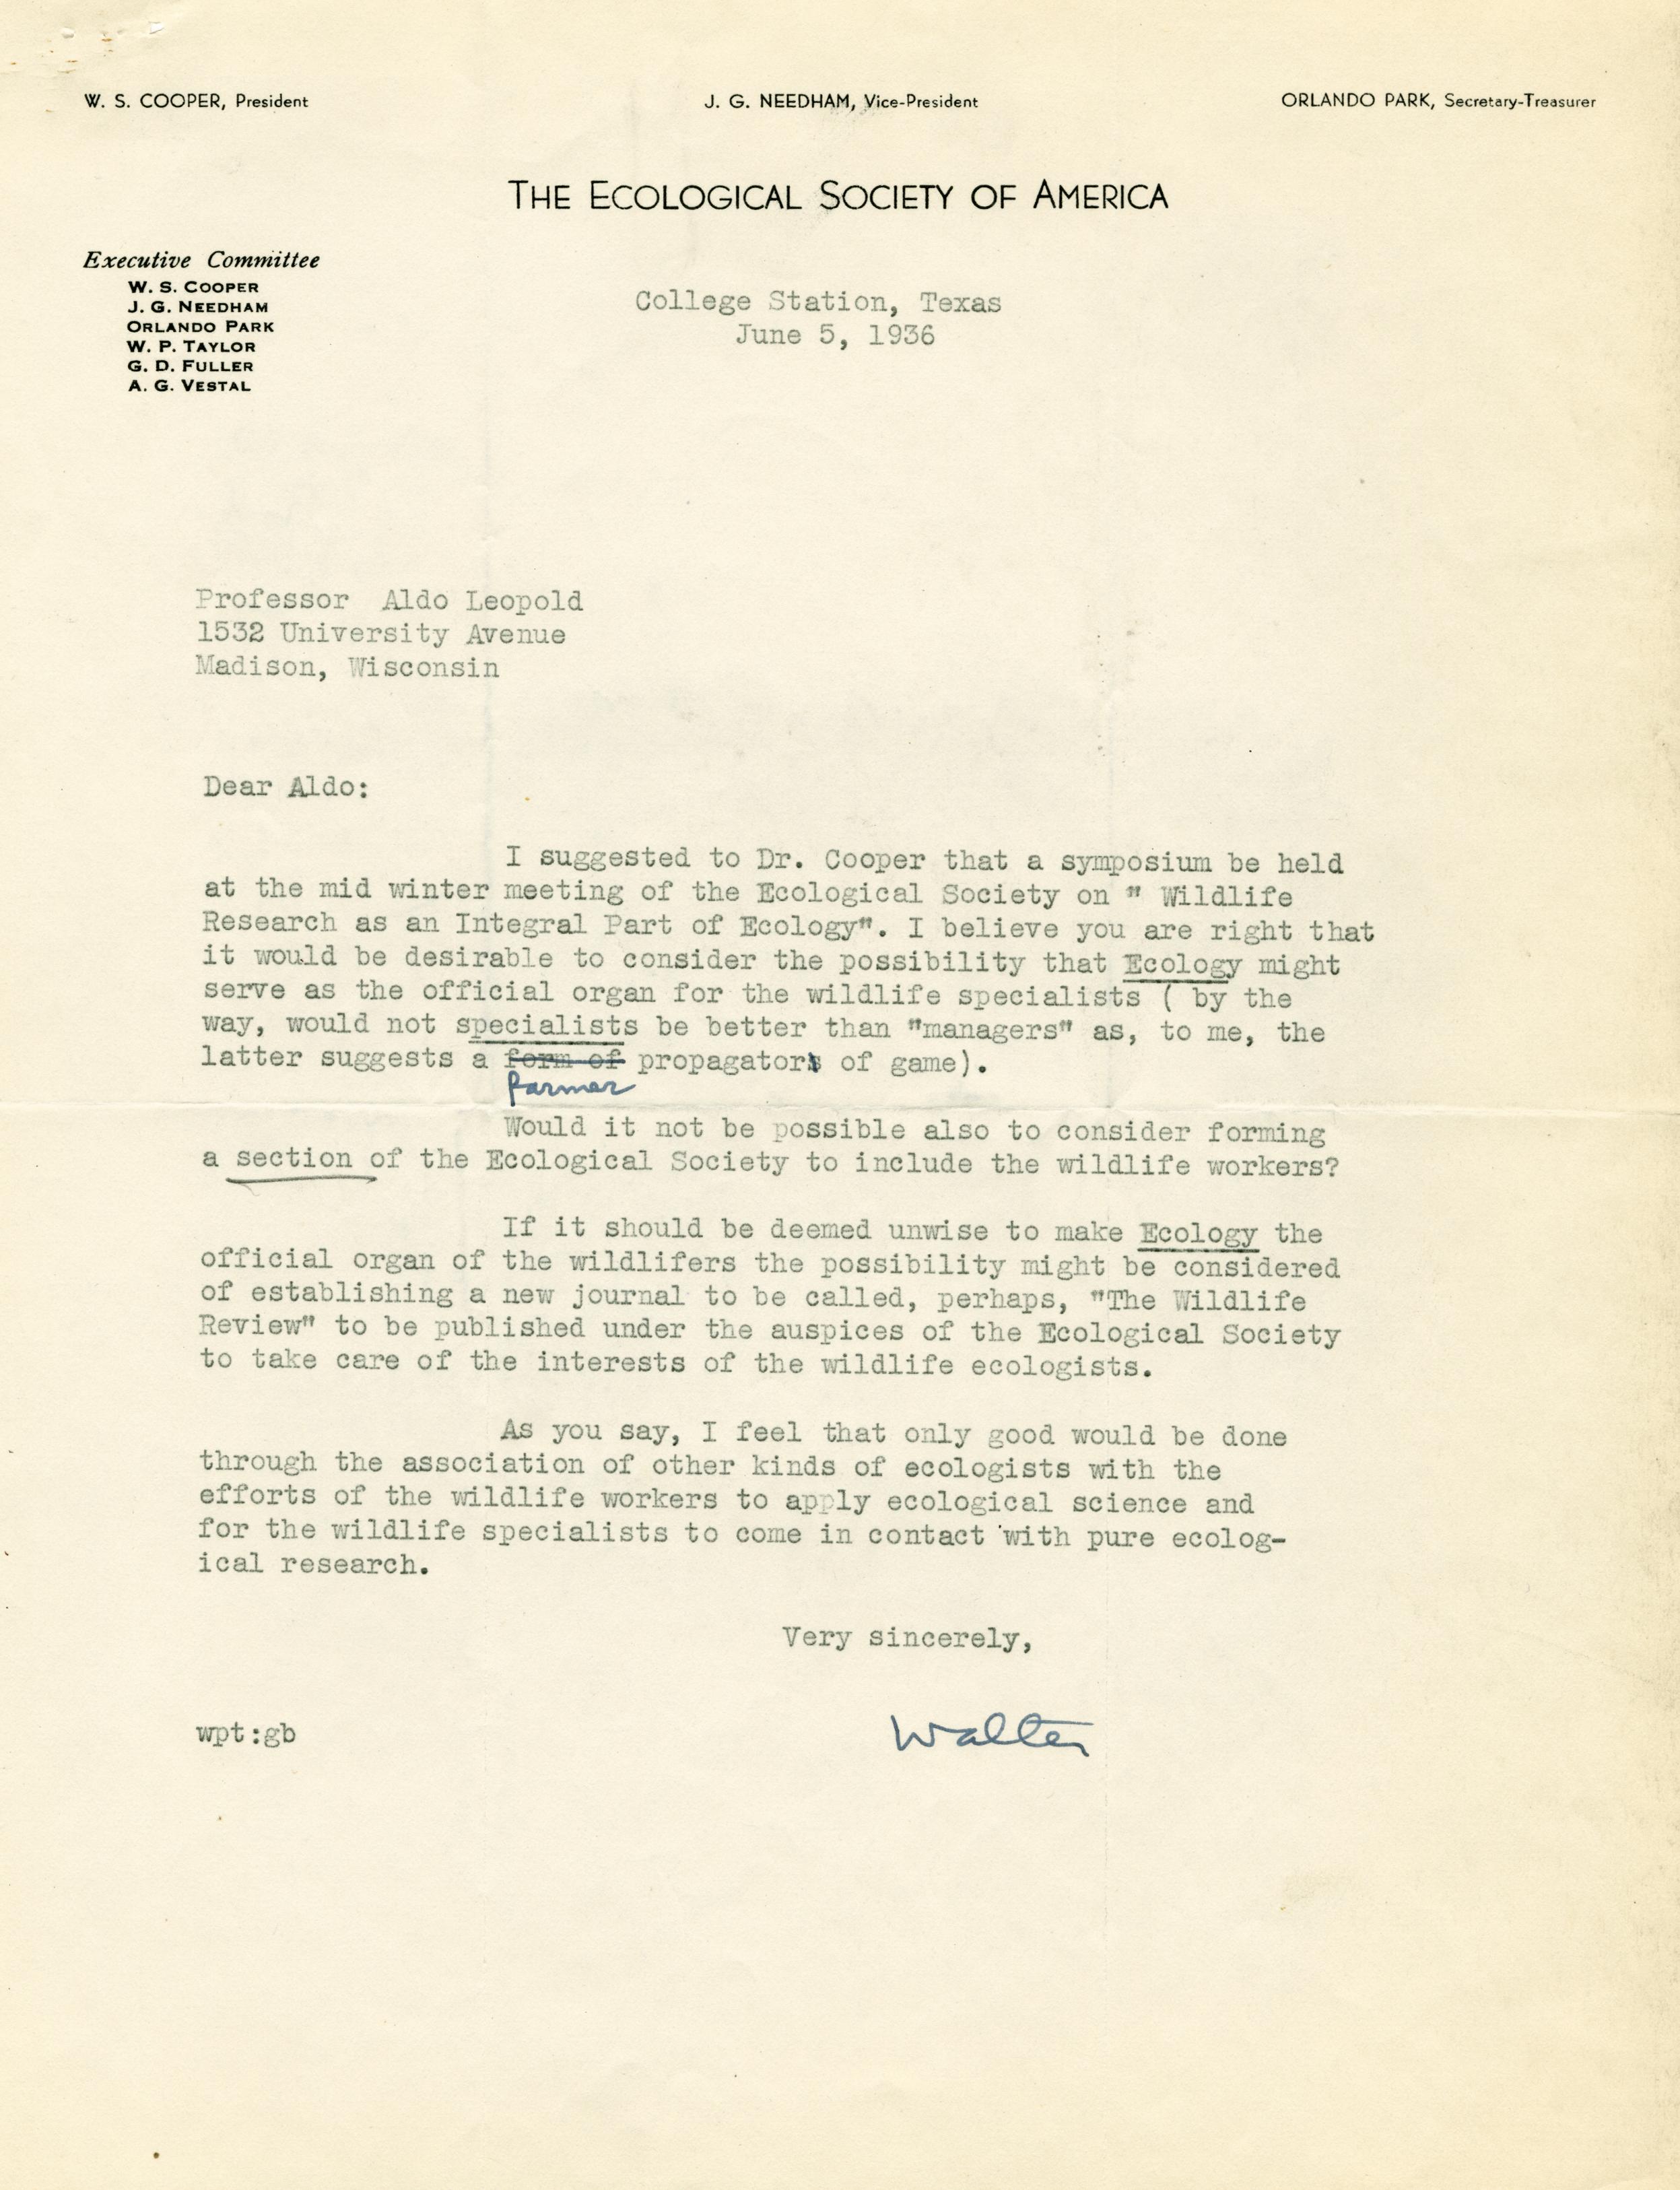 W. S. COOPER, President J. G. NEEDHAM, Vice-President ORLANDO PARK, Secretary-Treasurer
THE ECOLOGICAL SOCIETY OF AMERICA
Executive Committee
W. S. COOPER
J. G. NEEDHAM
ORLANDO PARK
W. P. TAYLOR
G. D. FULLER
A. G. VESTAL
College Station, Texas
June 5, 1936
Professor Aldo Leopold
1532 University Avenue
Madison, Wisconsin
Dear Aldo:
I suggested to Dr. Cooper that a symposium be held
at the mid winter meeting of the Ecological Society on " Wildlife
Research as an Integral Part of Ecology". I believe you are right that
it would be desirable to consider the possibility that Ecology might
serve as the official organ for the wildlife specialists ( by the
way, would not specialists be better than "managers" as, to me, the
latter suggests a form of propagator of game).
farmer
Would it not be possible also to consider forming
a section of the Ecological Society to include the wildlife workers?
If it should be deemed unwise to make Ecology the
official organ of the wildlifers the possibility might be considered
of establishing a new journal to be called, perhaps, "The Wildlife
Review" to be published under the auspices of the Ecological Society
to take care of the interests of the wildlife ecologists.
As you say, I feel that only good would be done
through the association of other kinds of ecologists with the
efforts of the wildlife workers to apply ecological science and
for the wildlife specialists to come in contact with pure ecolog-
ical research.
Very sincerely,
wpt:gb Walter